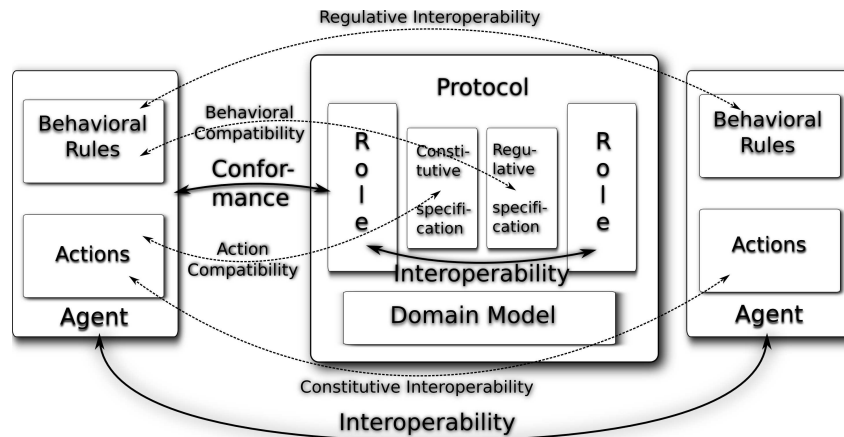 Regulative Interoperability
Protocol
Behavioral
Rules
Agent
Actions
Behavioral
Compatibility
Confor-
mance
Action
Compatibility
R
o
l
e
Consti-
tutive
specifi-
cation
Regu-
lative
specifi-
cation
R
o
l
e
Interoperability
Domain Model
Behavioral
Rules
Actions
Agent
Constitutive Interoperability
Interoperability